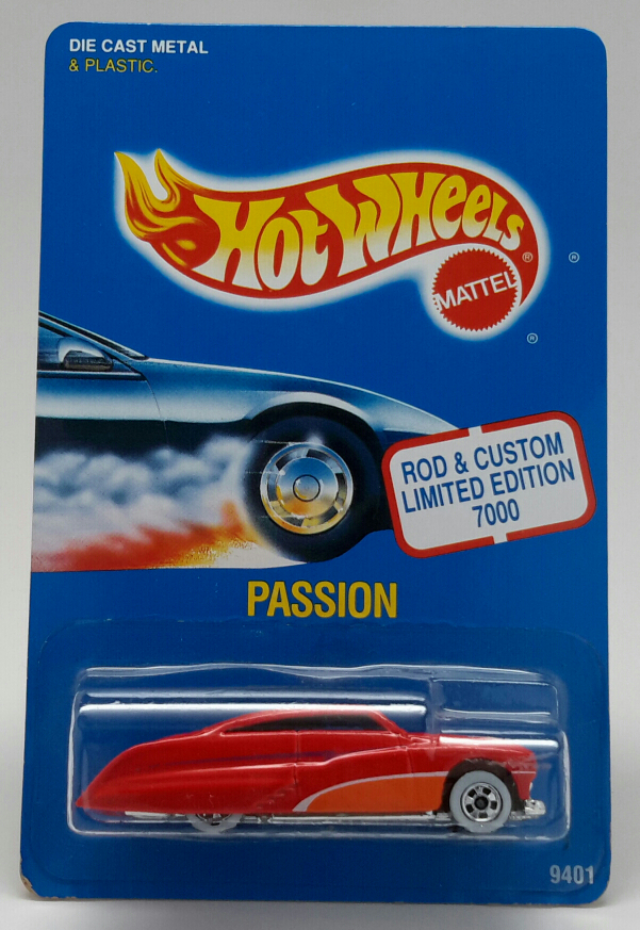 DIE CAST METAL
& PLASTIC.
HOT WHEELS®
MATTEL
®
®
ROD & CUSTOM
LIMITED EDITION
7000
PASSION
9401